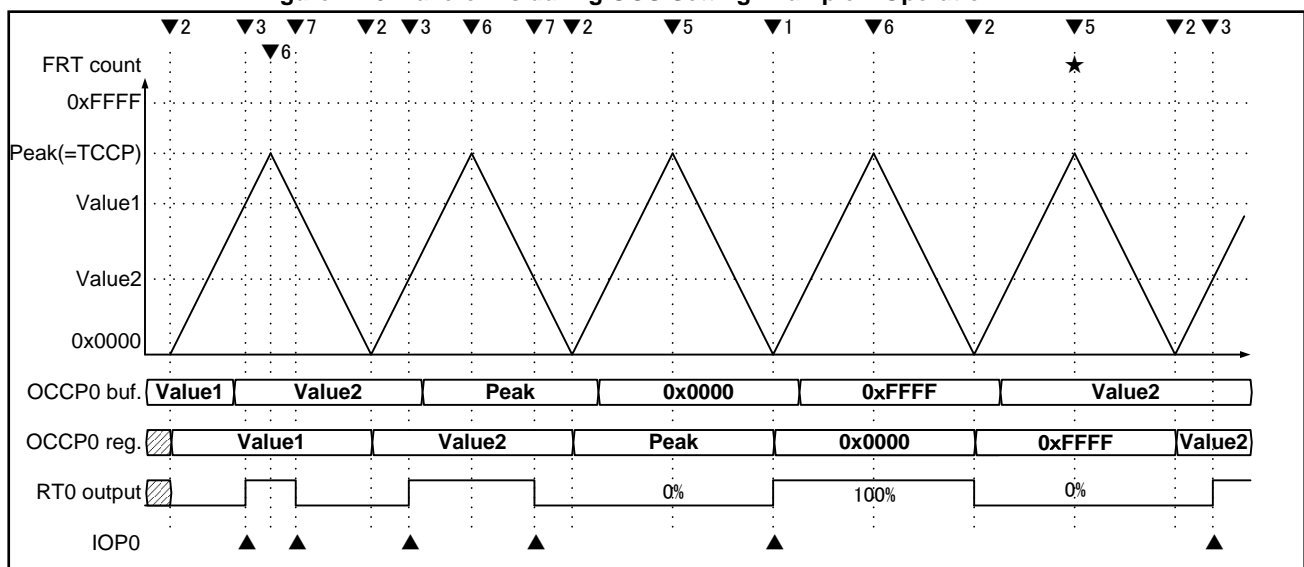 ▼2 ▼3 ▼7 ▼2 ▼3 ▼6 ▼7 ▼2 ▼5 ▼1 ▼6 ▼2 ▼5 ▼2 ▼3
▼6
FRT count ★
0xFFFF
Peak(=TCCP)
Value1
Value2
0x0000
OCCP0 buf. Value1 Value2 Peak 0x0000 0xFFFF Value2
OCCP0 reg. Value1 Value2 Peak 0x0000 0xFFFF Value2
RT0 output 0% 100% 0%
IOP0 ▲ ▲ ▲ ▲ ▲ ▲